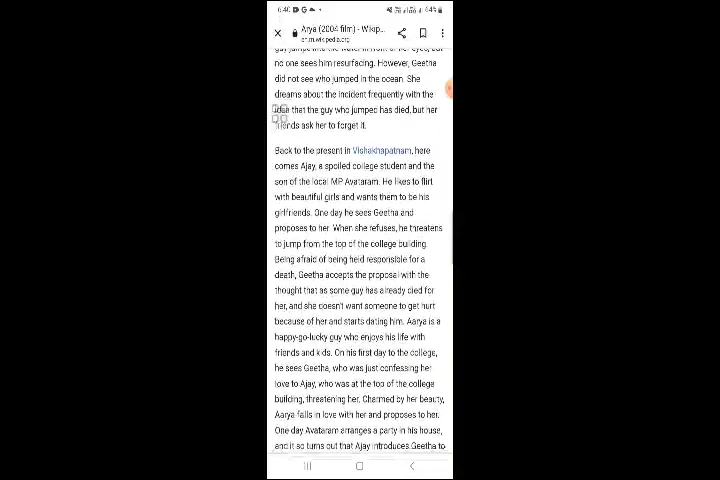 6:40
64%
Arya (2004 film) - Wikip...
en.m.wikipedia.org
no one sees him resurfacing. However, Geetha
did not see who jumped in the ocean. She
dreams about the incident frequently with the
idea that the guy who jumped has died, but her
friends ask her to forget it.
Back to the present in Vishakhapatnam, here
comes Ajay, a spoiled college student and the
son of the local MP Avataram. He likes to flirt
with beautiful girls and wants them to be his
girlfriends. One day he sees Geetha and
proposes to her. When she refuses, he threatens
to jump from the top of the college building.
Being afraid of being held responsible for a
death, Geetha accepts the proposal with the
thought that as some guy has already died for
her, and she doesn't want someone to get hurt
because of her and starts dating him. Aarya is a
happy-go-lucky guy who enjoys his life with
friends and kids. On his first day to the college,
he sees Geetha, who was just confessing her
love to Ajay, who was at the top of the college
building, threatening her. Charmed by her beauty,
Aarya falls in love with her and proposes to her.
One day Avataram arranges a party in his house,
and it so turns out that Ajay introduces Geetha to